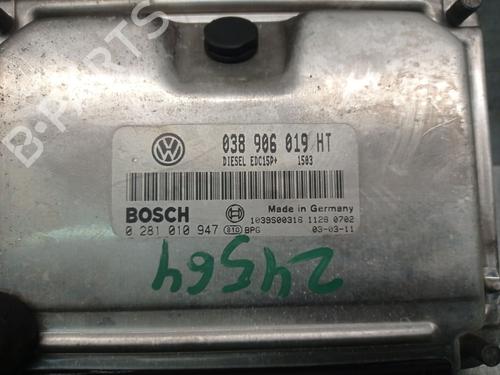 B-PARTS
038 906 019 HT
DIESEL EDC15P+ 1503
BOSCH
Made in Germany
1039S00316 1128 0702
0 281 010 947 810 BPG 03-03-11
24564